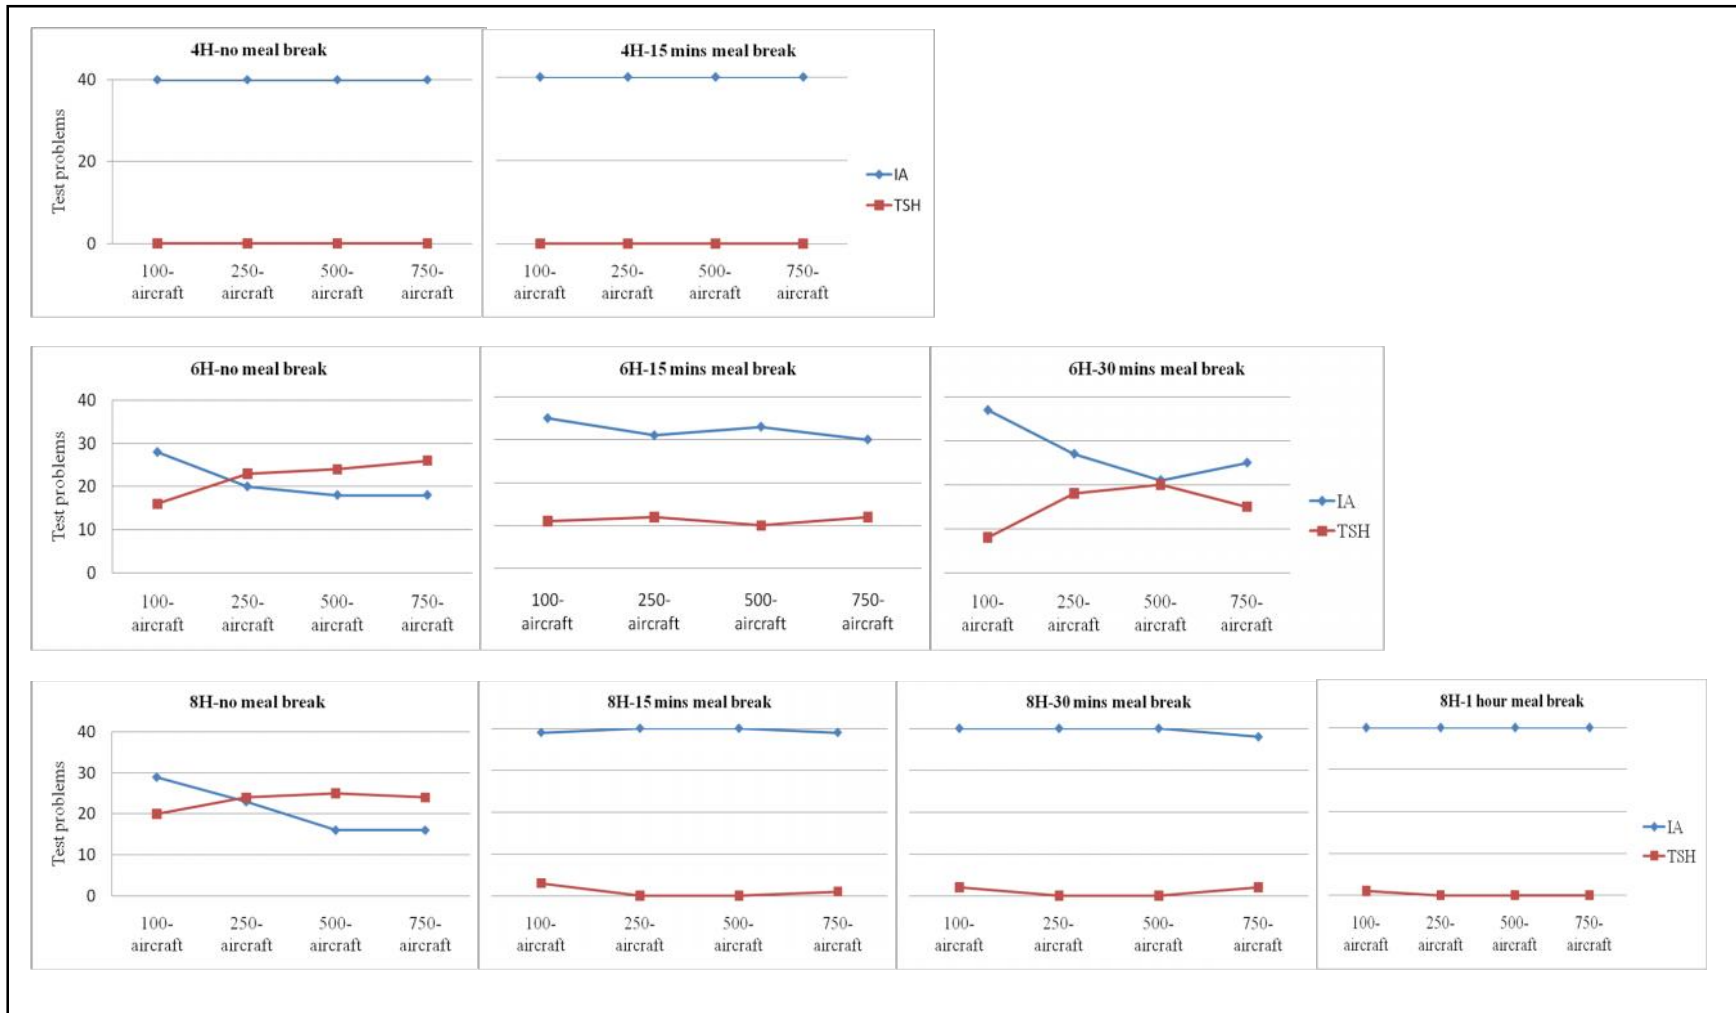 4H-no meal break
40
20
0
Test problems
100-
aircraft
250-
aircraft
500-
aircraft
750-
aircraft
4H-15 mins meal break
100-
aircraft
250-
aircraft
500-
aircraft
750-
aircraft
IA
TSH
6H-no meal break
40
30
20
10
0
Test problems
100-
aircraft
250-
aircraft
500-
aircraft
750-
aircraft
6H-15 mins meal break
100-
aircraft
250-
aircraft
500-
aircraft
750-
aircraft
6H-30 mins meal break
100-
aircraft
250-
aircraft
500-
aircraft
750-
aircraft
IA
TSH
8H-no meal break
40
30
20
10
0
Test problems
100-
aircraft
250-
aircraft
500-
aircraft
750-
aircraft
8H-15 mins meal break
100-
aircraft
250-
aircraft
500-
aircraft
750-
aircraft
8H-30 mins meal break
100-
aircraft
250-
aircraft
500-
aircraft
750-
aircraft
8H-1 hour meal break
100-
aircraft
250-
aircraft
500-
aircraft
750-
aircraft
IA
TSH